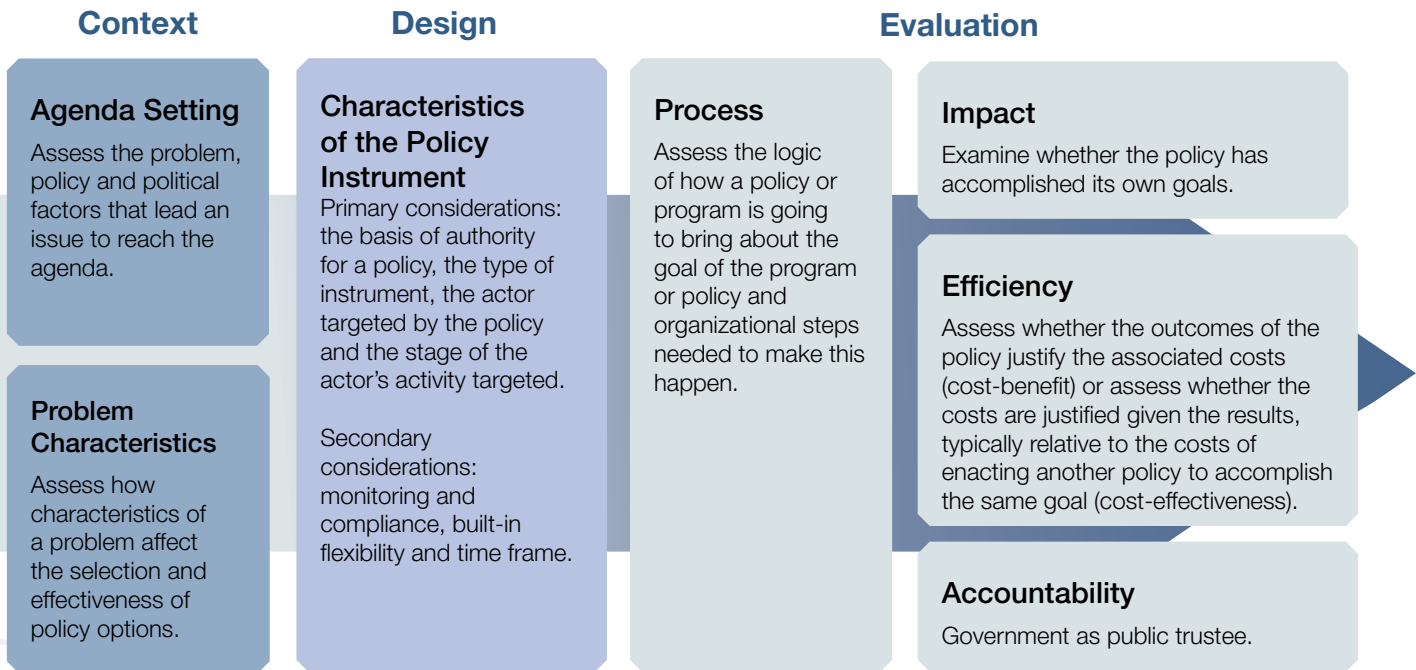 Context
Design
Evaluation
Agenda Setting
Assess the problem,
policy and political
factors that lead an
issue to reach the
agenda.
Problem
Characteristics
Assess how
characteristics of
a problem affect
the selection and
effectiveness of
policy options.
Characteristics
of the Policy
Instrument
Primary considerations:
the basis of authority
for a policy, the type of
instrument, the actor
targeted by the policy
and the stage of the
actor’s activity targeted.
Secondary
considerations:
monitoring and
compliance, built-in
flexibility and time frame.
Process
Assess the logic
of how a policy or
program is going
to bring about the
goal of the program
or policy and
organizational steps
needed to make this
happen.
Impact
Examine whether the policy has
accomplished its own goals.
Efficiency
Assess whether the outcomes of the
policy justify the associated costs
(cost-benefit) or assess whether the
costs are justified given the results,
typically relative to the costs of
enacting another policy to accomplish
the same goal (cost-effectiveness).
Accountability
Government as public trustee.